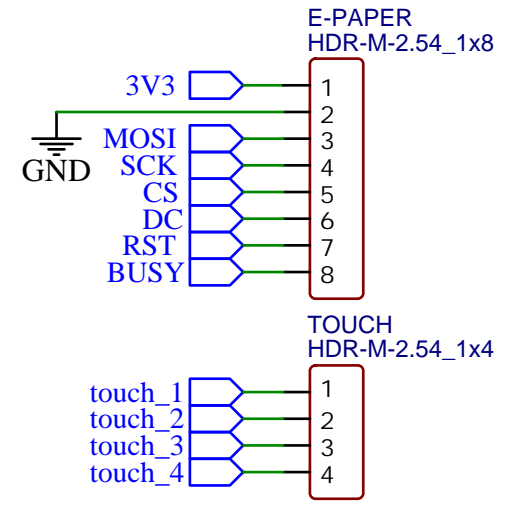 E-PAPER
HDR-M-2.54_1x8
3V3 1
2
GND
MOSI 3
SCK 4
CS 5
DC 6
RST 7
BUSY 8
TOUCH
HDR-M-2.54_1x4
touch_1 1
touch_2 2
touch_3 3
touch_4 4